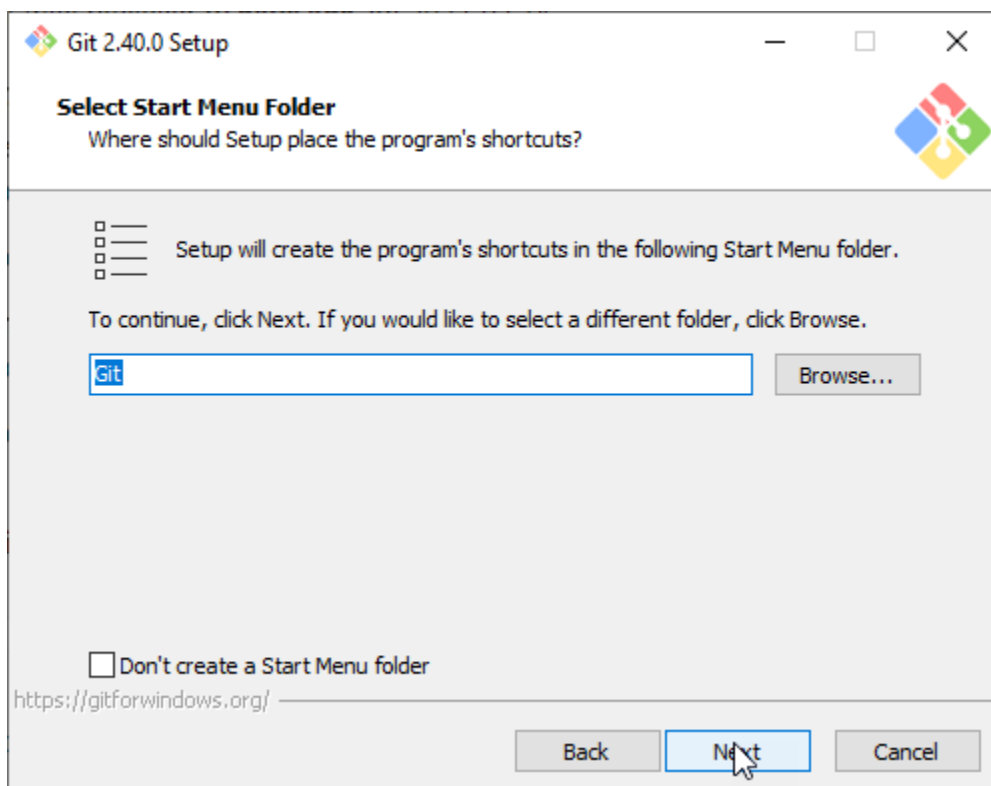 Git 2.40.0 Setup
Select Start Menu Folder
Where should Setup place the program's shortcuts?
Setup will create the program's shortcuts in the following Start Menu folder.
To continue, click Next. If you would like to select a different folder, click Browse.
Git
Browse...
Don't create a Start Menu folder
https://gitforwindows.org/
Back
Next
Cancel